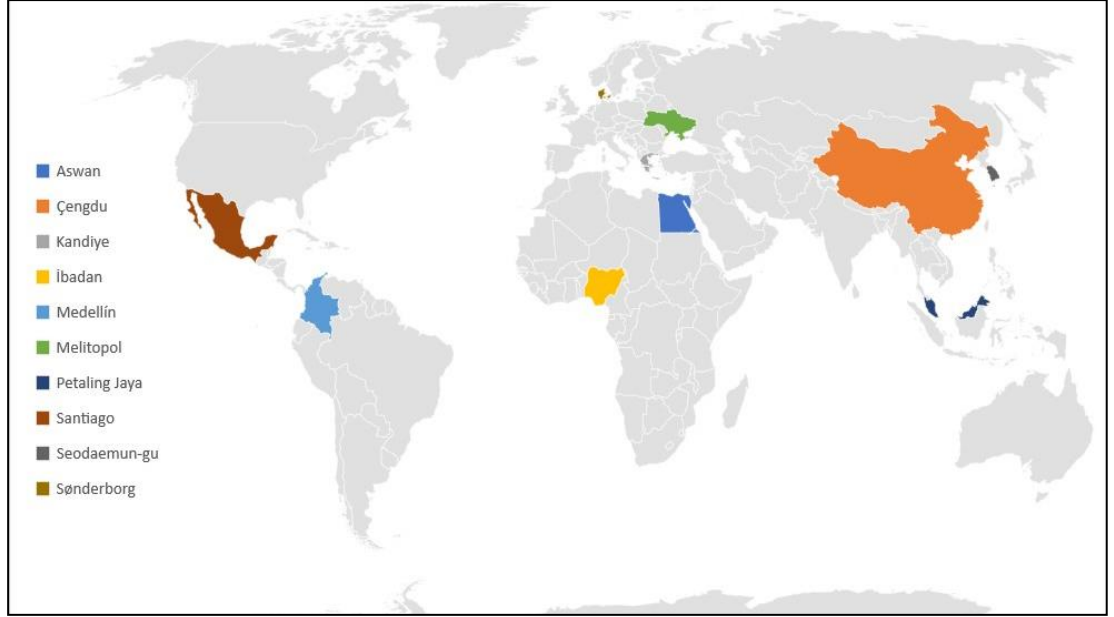 Aswan
Çengdu
Kandiye
İbadan
Medellín
Melitopol
Petaling Jaya
Santiago
Seodaemun-gu
Sønderborg